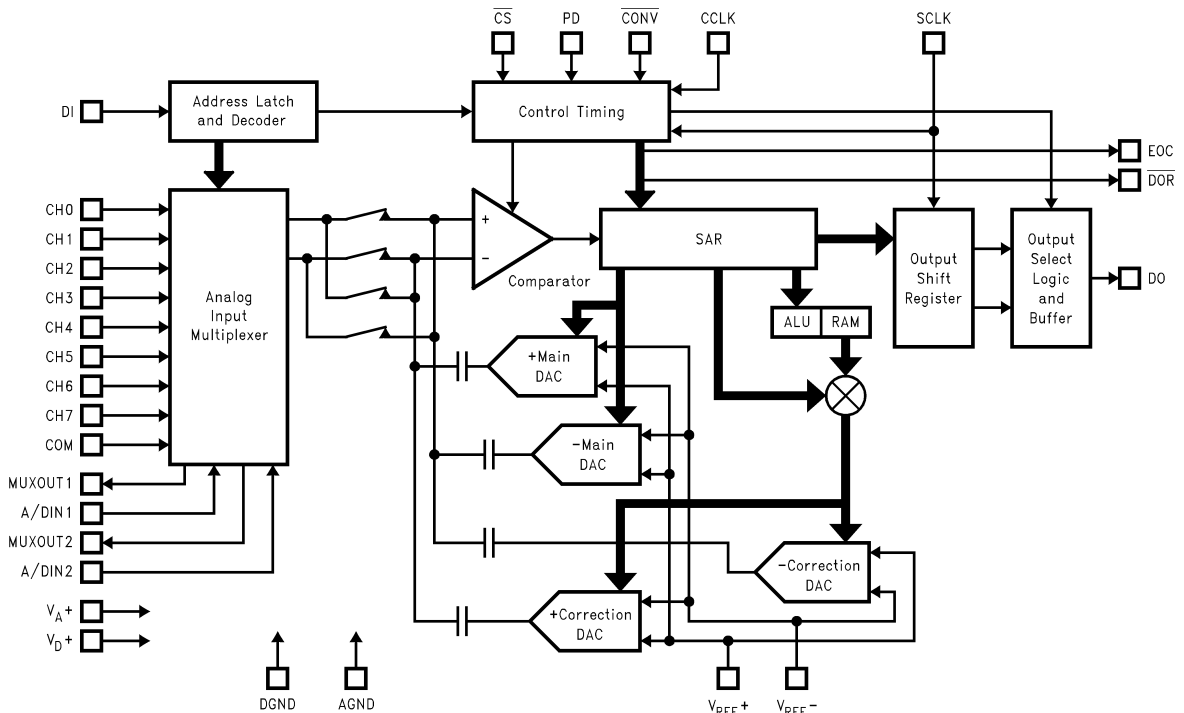 CS PD CONV CCLK SCLK
DI
Address Latch
and Decoder
Control Timing
EOC
DOR
CH0
CH1
CH2
CH3
CH4
CH5
CH6
CH7
COM
MUXOUT1
A/DIN1
MUXOUT2
A/DIN2
VA+
VD+
Analog
Input
Multiplexer
+
−
Comparator
SAR
Output
Shift
Register
Output
Select
Logic
and
Buffer
DO
ALU RAM
+Main
DAC
−Main
DAC
−Correction
DAC
+Correction
DAC
DGND AGND VREF+ VREF−